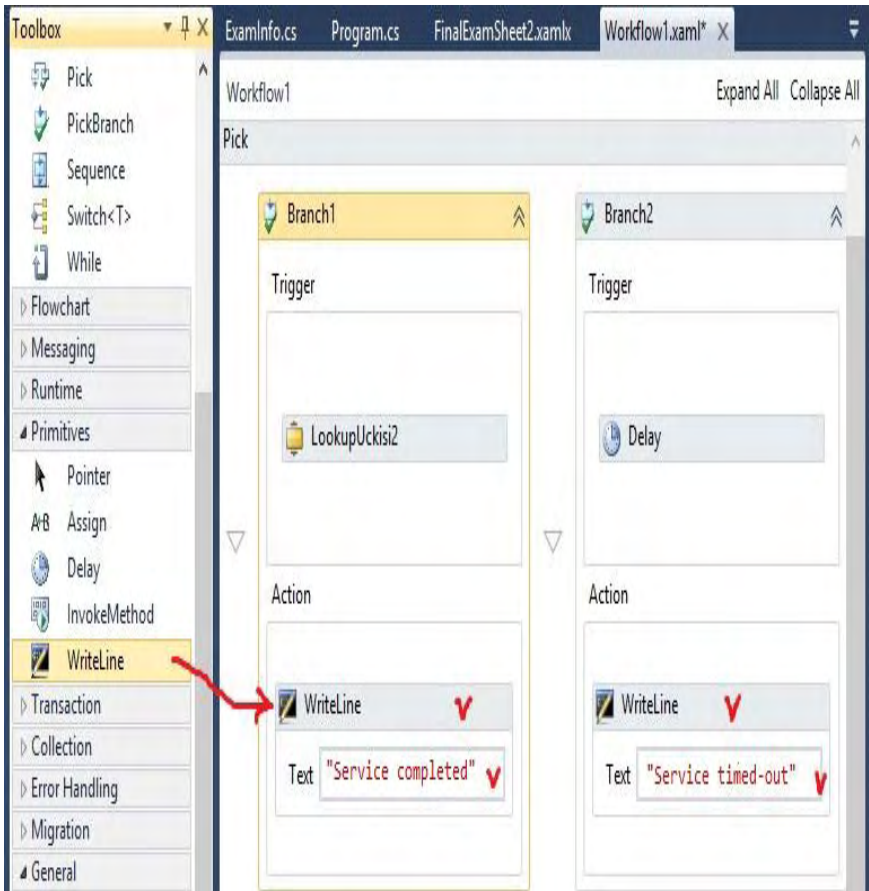 Toolbox
Pick
PickBranch
Sequence
Switch<T>
While
Flowchart
Messaging
Runtime
Primitives
Pointer
Assign
Delay
InvokeMethod
WriteLine
Transaction
Collection
Error Handling
Migration
General
ExamInfo.cs Program.cs FinalExamSheet2.xamlx Workflow1.xaml* X
Workflow1 Expand All Collapse All
Pick
Branch1
Trigger
LookupUckisi2
Action
WriteLine
Text "Service completed"
Branch2
Trigger
Delay
Action
WriteLine
Text "Service timed-out"